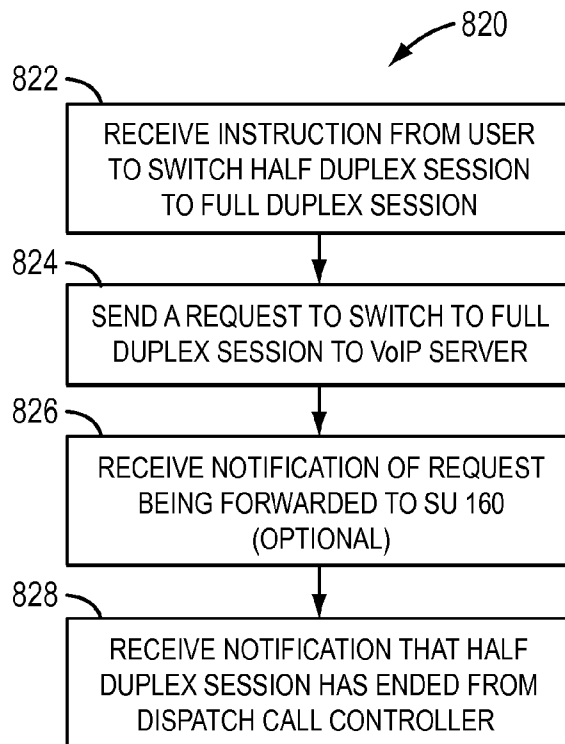 820
822
RECEIVE INSTRUCTION FROM USER
TO SWITCH HALF DUPLEX SESSION
TO FULL DUPLEX SESSION
824
SEND A REQUEST TO SWITCH TO FULL
DUPLEX SESSION TO VoIP SERVER
826
RECEIVE NOTIFICATION OF REQUEST
BEING FORWARDED TO SU 160
(OPTIONAL)
828
RECEIVE NOTIFICATION THAT HALF
DUPLEX SESSION HAS ENDED FROM
DISPATCH CALL CONTROLLER